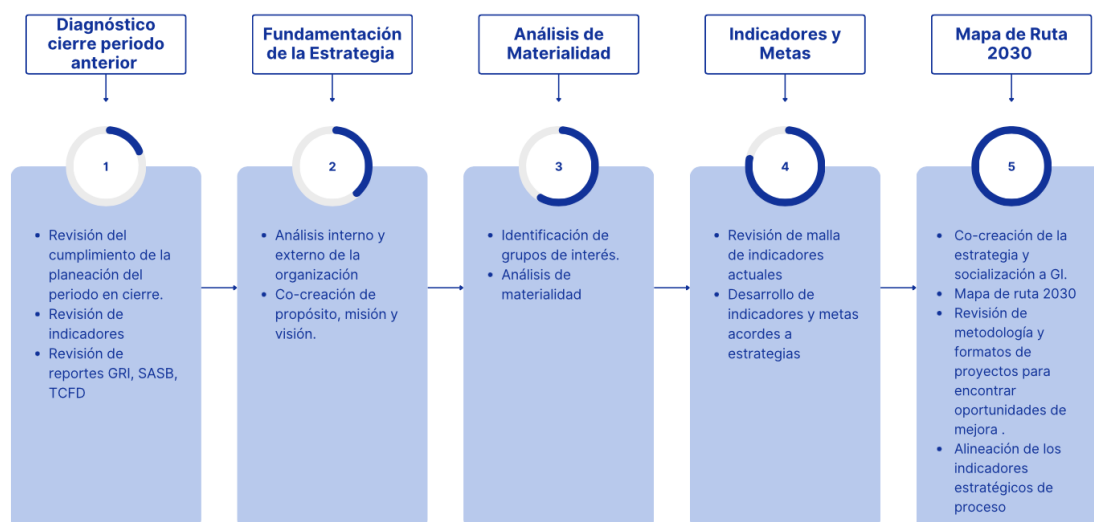 Diagnóstico
cierre periodo
anterior
1
• Revisión del
cumplimiento de la
planeación del
periodo en cierre.
• Revisión de
indicadores
• Revisión de
reportes GRI, SASB,
TCFD
Fundamentación
de la Estrategia
2
• Análisis interno y
externo de la
organización
• Co-creación de
propósito, misión y
visión.
Análisis de
Materialidad
3
• Identificación de
grupos de interés.
• Análisis de
materialidad
Indicadores y
Metas
4
• Revisión de malla
de indicadores
actuales
• Desarrollo de
indicadores y metas
acordes a
estrategias
Mapa de Ruta
2030
5
• Co-creación de la
estrategia y
socialización a GI.
• Mapa de ruta 2030
• Revisión de
metodología y
formatos de
proyectos para
encontrar
oportunidades de
mejora .
• Alineación de los
indicadores
estratégicos de
proceso